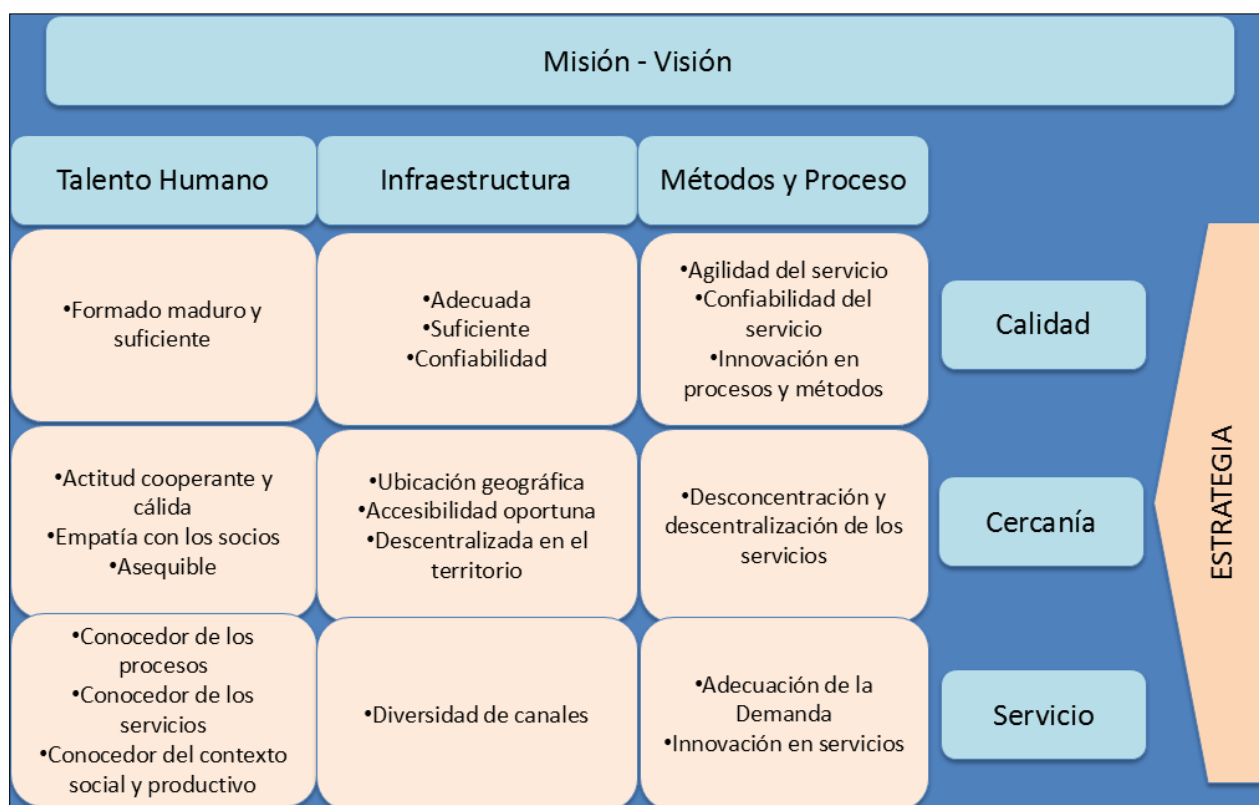 Misión - Visión
Talento Humano
Infraestructura
Métodos y Proceso
•Formado maduro y
suficiente
•Adecuada
•Suficiente
•Confiabilidad
•Agilidad del servicio
•Confiabilidad del
servicio
•Innovación en
procesos y métodos
Calidad
•Actitud cooperante y
cálida
•Empatía con los socios
•Asequible
•Ubicación geográfica
•Accesibilidad oportuna
•Descentralizada en el
territorio
•Desconcentración y
descentralización de los
servicios
Cercanía
•Conocedor de los
procesos
•Conocedor de los
servicios
•Conocedor del contexto
social y productivo
•Diversidad de canales
•Adecuación de la
Demanda
•Innovación en servicios
Servicio
ESTRATEGIA